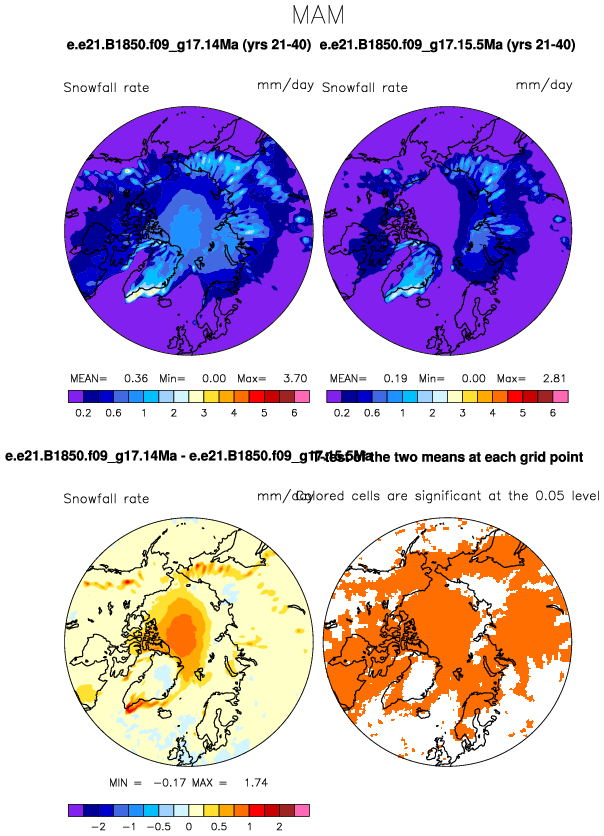 MAM
e.e21.B1850.f09_g17.14Ma (yrs 21-40)
e.e21.B1850.f09_g17.15.5Ma (yrs 21-40)
Snowfall rate mm/day
Snowfall rate mm/day
MEAN= 0.36 Min= 0.00 Max= 3.70
MEAN= 0.19 Min= 0.00 Max= 2.81
0.2 0.6 1 2 3 4 5 6
0.2 0.6 1 2 3 4 5 6
e.e21.B1850.f09_g17.14Ma - e.e21.B1850.f09_g17.15.5Ma
T-test of the two means at each grid point
Snowfall rate mm/day
Colored cells are significant at the 0.05 level
MIN = -0.17 MAX = 1.74
-2 -1 -0.5 0 0.5 1 2